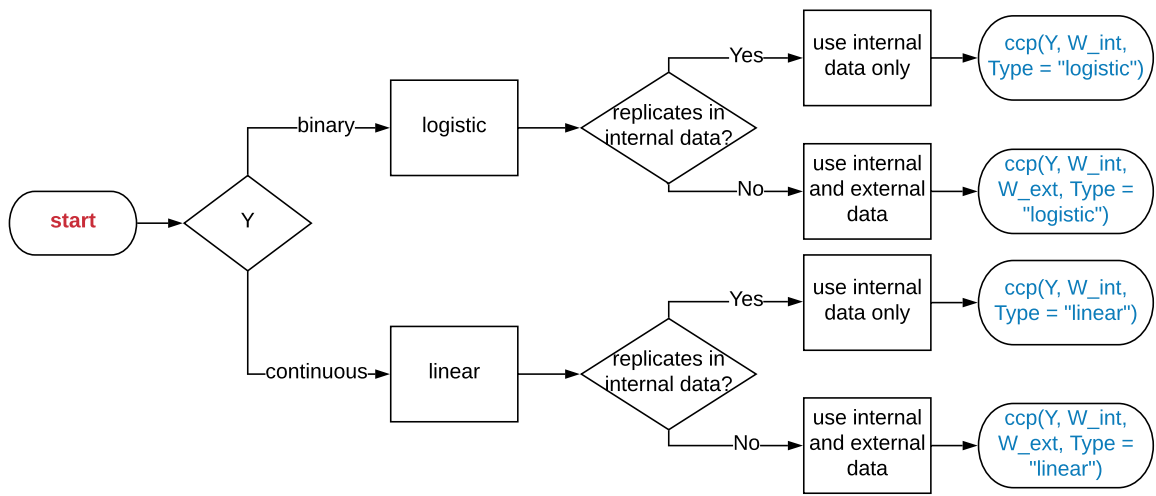 start
Y
binary
logistic
replicates in
internal data?
Yes
use internal
data only
ccp(Y, W_int,
Type = "logistic")
No
use internal
and external
data
ccp(Y, W_int,
W_ext, Type =
"logistic")
continuous
linear
replicates in
internal data?
Yes
use internal
data only
ccp(Y, W_int,
Type = "linear")
No
use internal
and external
data
ccp(Y, W_int,
W_ext, Type =
"linear")